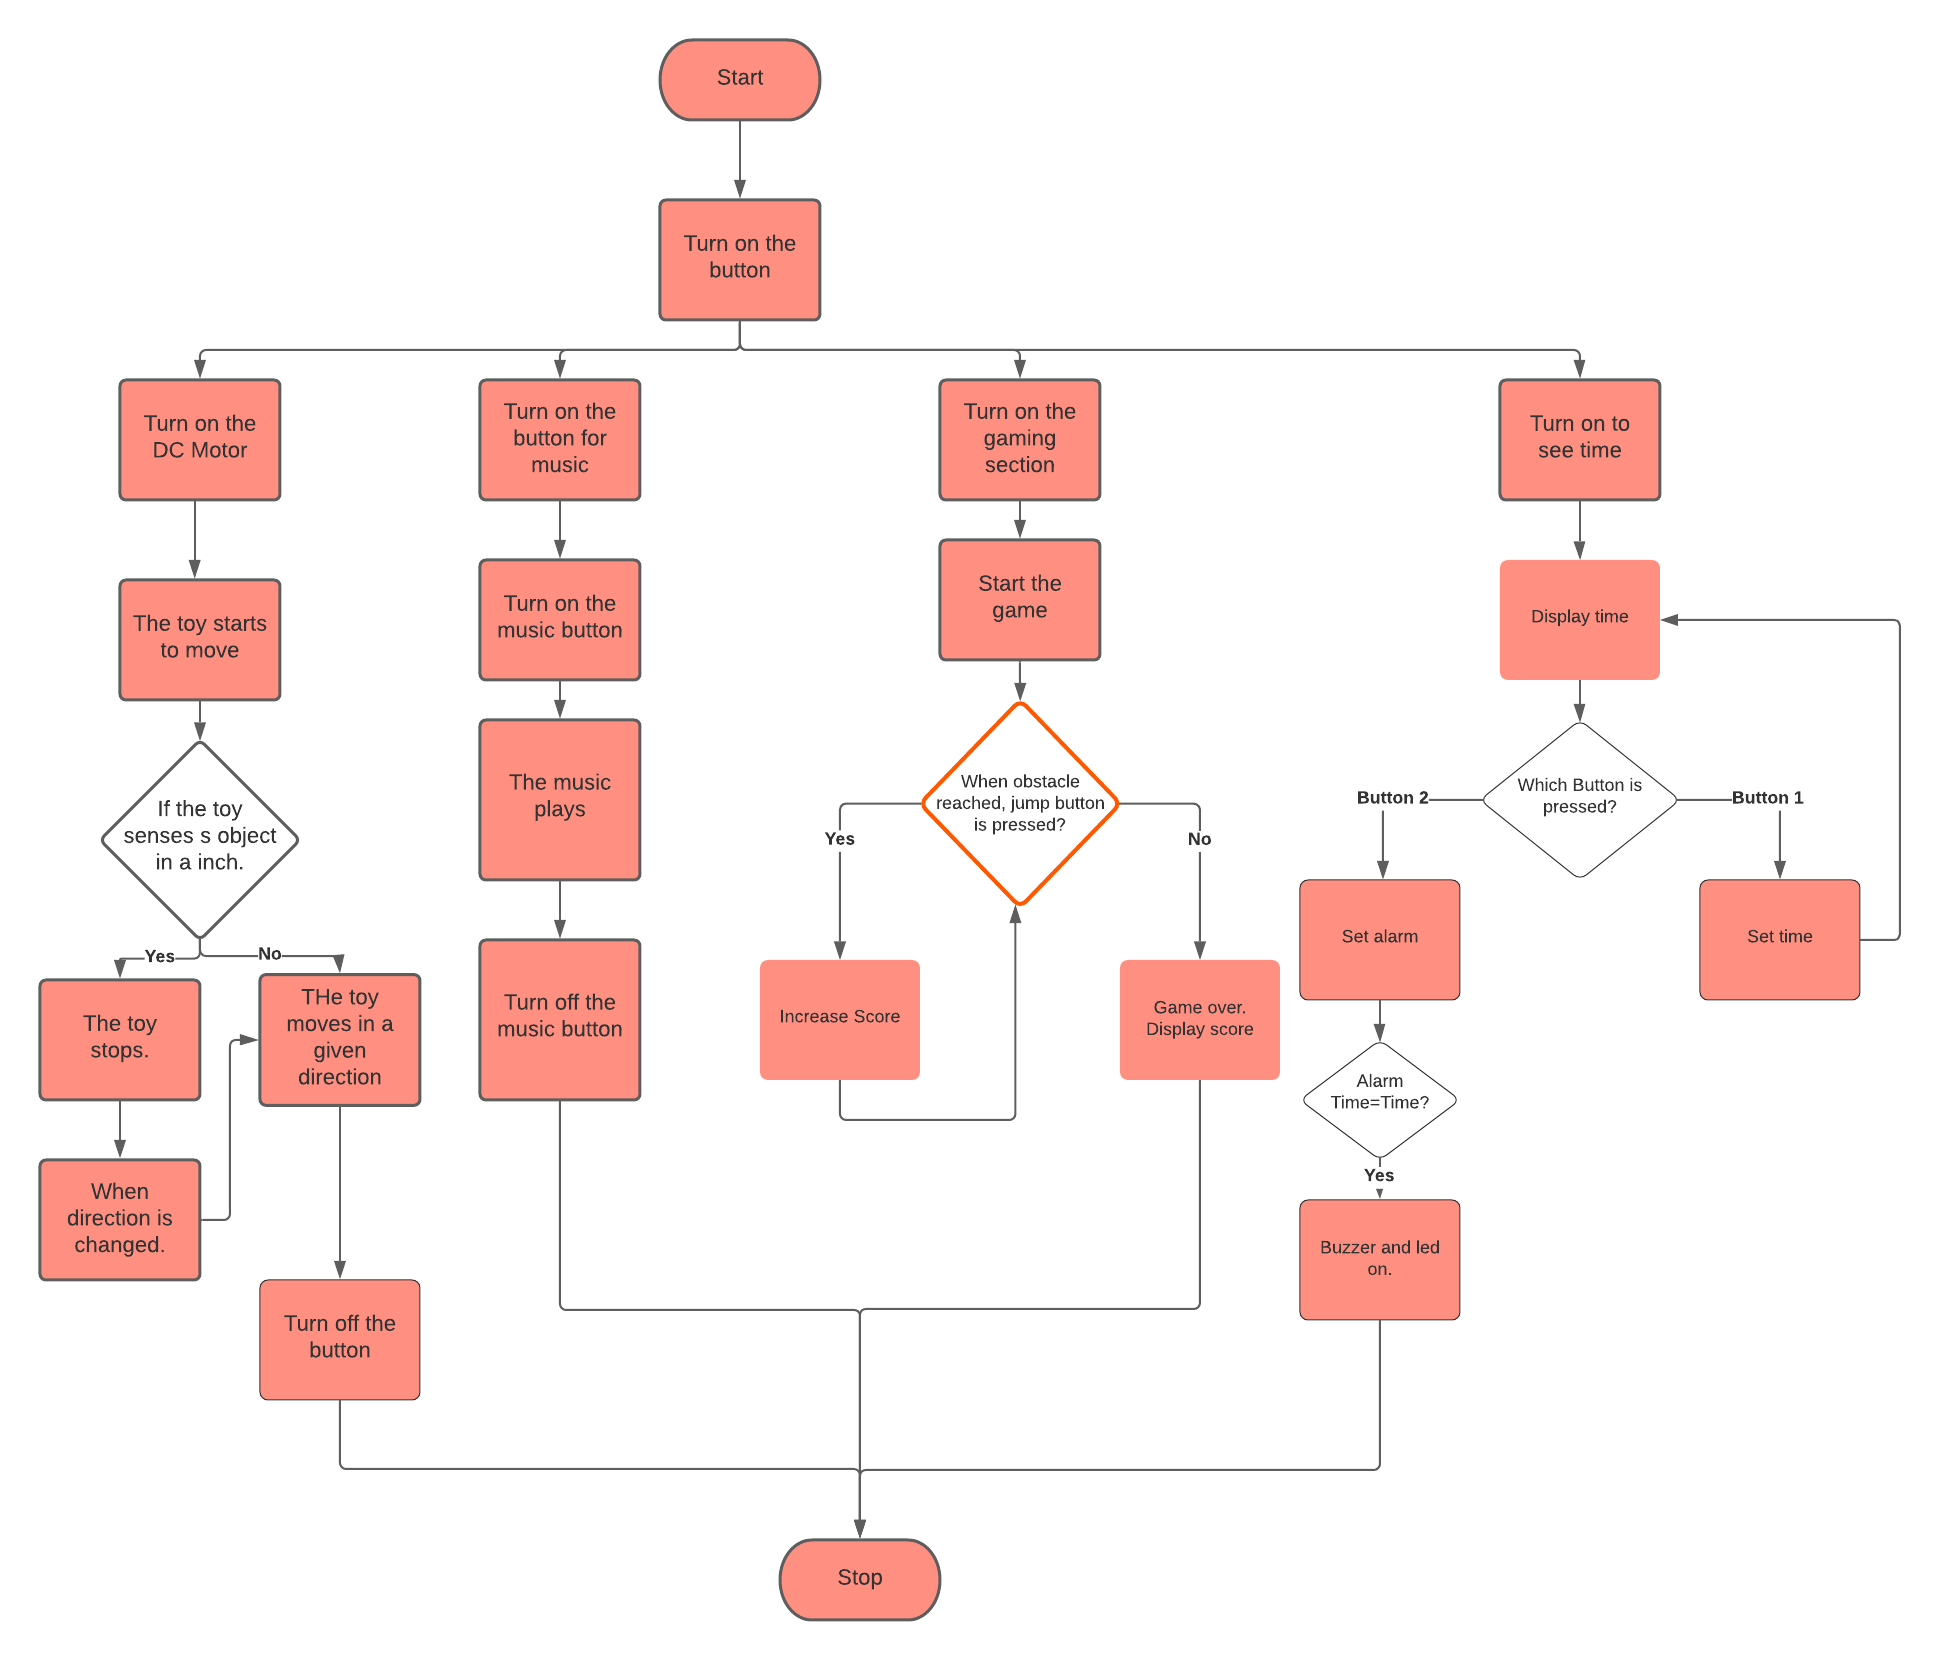 Start
Turn on the
button
Turn on the
DC Motor
Turn on the
button for
music
Turn on the
gaming
section
Turn on to
see time
The toy starts
to move
Turn on the
music button
Start the
game
Display time
If the toy
senses s object
in a inch.
The music
plays
When obstacle
reached, jump button
is pressed?
Which Button is
pressed?
Button 2
Button 1
Yes
No
Yes
No
The toy
stops.
THe toy
moves in a
given
direction
Turn off the
music button
Increase Score
Game over.
Display score
Set alarm
Set time
Alarm
Time=Time?
Yes
When
direction is
changed.
Buzzer and led
on.
Turn off the
button
Stop